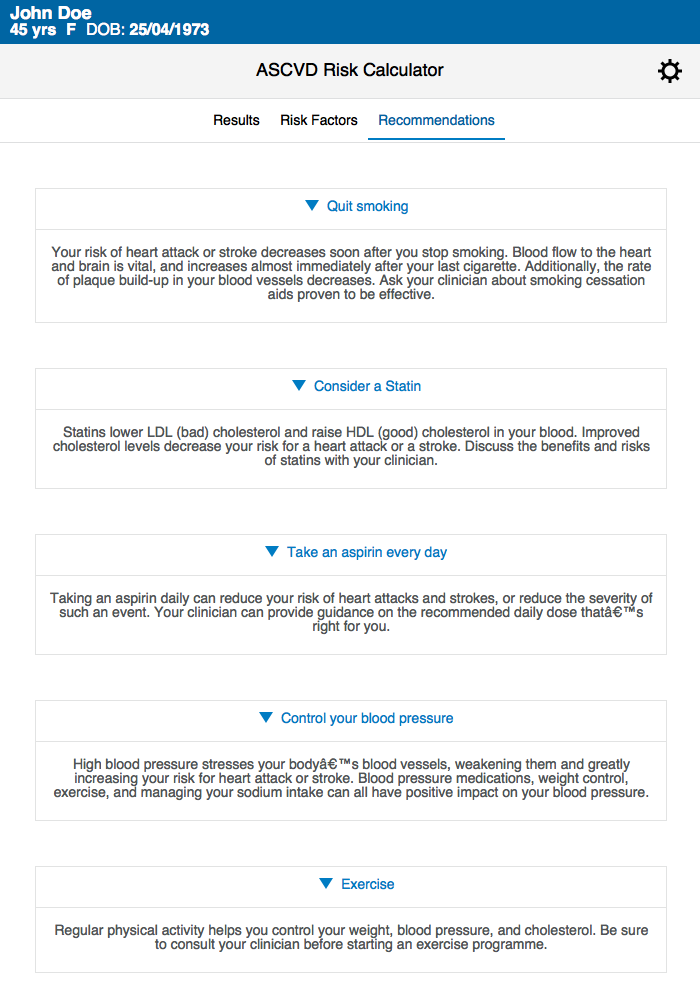 John Doe
45 yrs F DOB: 25/04/1973
ASCVD Risk Calculator
Results Risk Factors Recommendations
Quit smoking
Your risk of heart attack or stroke decreases soon after you stop smoking. Blood flow to the heart
and brain is vital, and increases almost immediately after your last cigarette. Additionally, the rate
of plaque build-up in your blood vessels decreases. Ask your clinician about smoking cessation
aids proven to be effective.
Consider a Statin
Statins lower LDL (bad) cholesterol and raise HDL (good) cholesterol in your blood. Improved
cholesterol levels decrease your risk for a heart attack or a stroke. Discuss the benefits and risks
of statins with your clinician.
Take an aspirin every day
Taking an aspirin daily can reduce your risk of heart attacks and strokes, or reduce the severity of
such an event. Your clinician can provide guidance on the recommended daily dose thatâ€™s
right for you.
Control your blood pressure
High blood pressure stresses your bodyâ€™s blood vessels, weakening them and greatly
increasing your risk for heart attack or stroke. Blood pressure medications, weight control,
exercise, and managing your sodium intake can all have positive impact on your blood pressure.
Exercise
Regular physical activity helps you control your weight, blood pressure, and cholesterol. Be sure
to consult your clinician before starting an exercise programme.